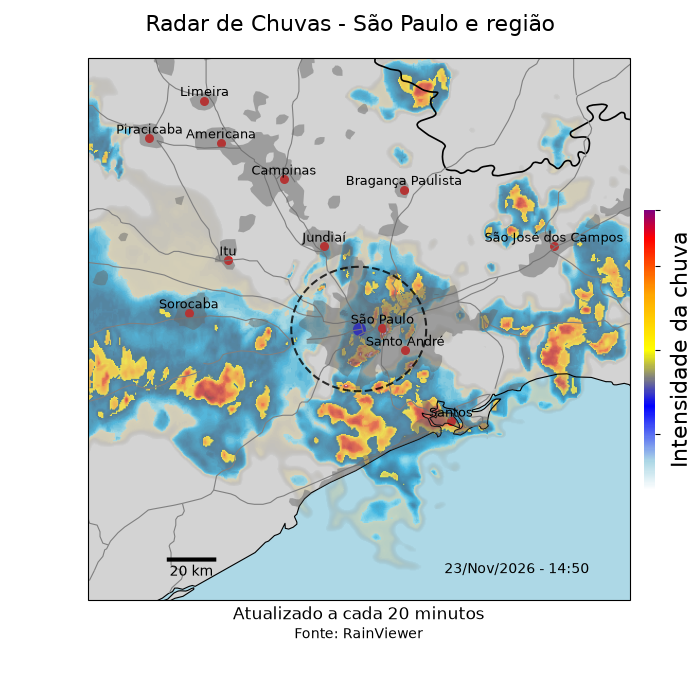 Radar de Chuvas - São Paulo e região
Limeira
Piracicaba
Americana
Campinas
Bragança Paulista
Jundiaí
São José dos Campos
Itu
Sorocaba
São Paulo
Santo André
Santos
Intensidade da chuva
20 km
23/Nov/2026 - 14:50
Atualizado a cada 20 minutos
Fonte: RainViewer